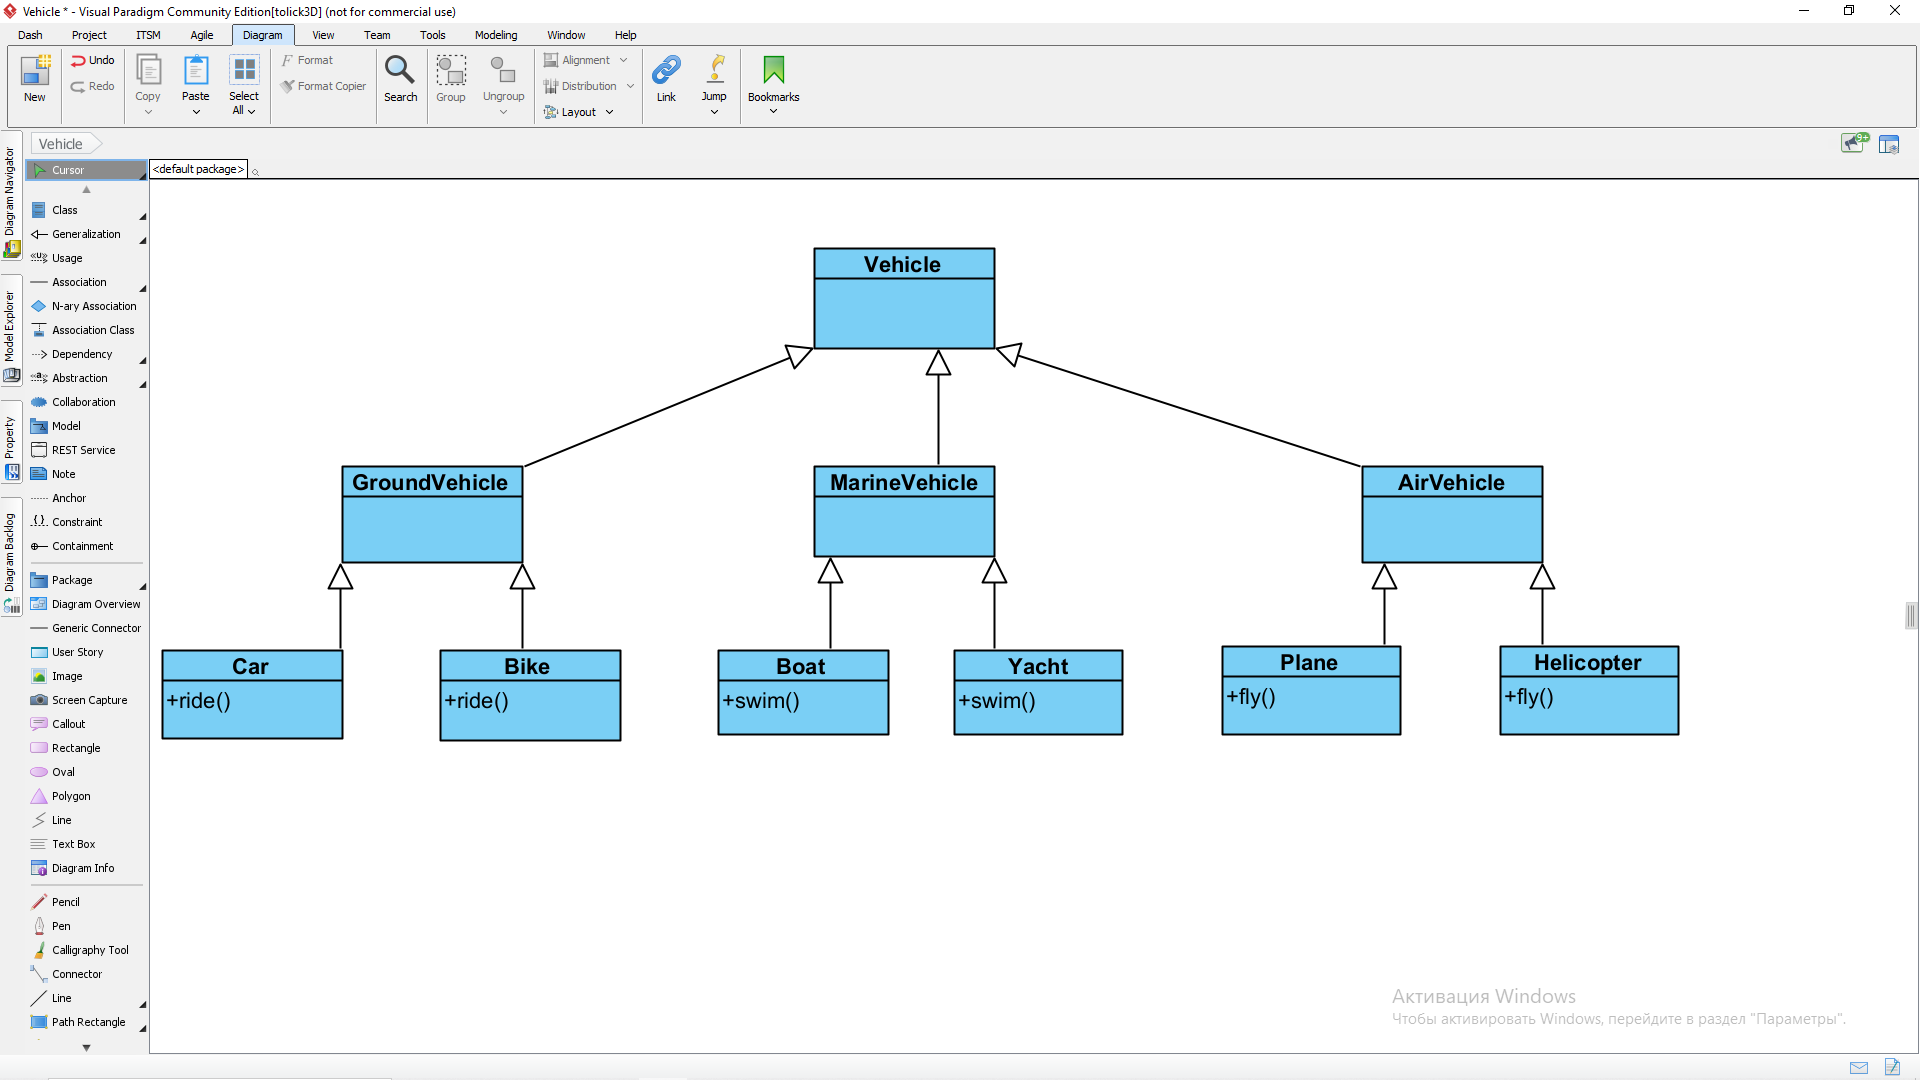 Vehicle * - Visual Paradigm Community Edition[tolick3D] (not for commercial use)
Dash Project ITSM Agile Diagram View Team Tools Modeling Window Help
New
Undo
Redo
Copy
Paste
Select
All
Format
Format Copier
Search
Group
Ungroup
Alignment
Distribution
Layout
Link
Jump
Bookmarks
9+
Vehicle
Diagram Navigator
Model Explorer
Property
Diagram Backlog
Cursor
Class
Generalization
Usage
Association
N-ary Association
Association Class
Dependency
Abstraction
Collaboration
Model
REST Service
Note
Anchor
Constraint
Containment
Package
Diagram Overview
Generic Connector
User Story
Image
Screen Capture
Callout
Rectangle
Oval
Polygon
Line
Text Box
Diagram Info
Pencil
Pen
Calligraphy Tool
Connector
Line
Path Rectangle
<default package>
Vehicle
GroundVehicle
MarineVehicle
AirVehicle
Car
+ride()
Bike
+ride()
Boat
+swim()
Yacht
+swim()
Plane
+fly()
Helicopter
+fly()
Активация Windows
Чтобы активировать Windows, перейдите в раздел "Параметры".